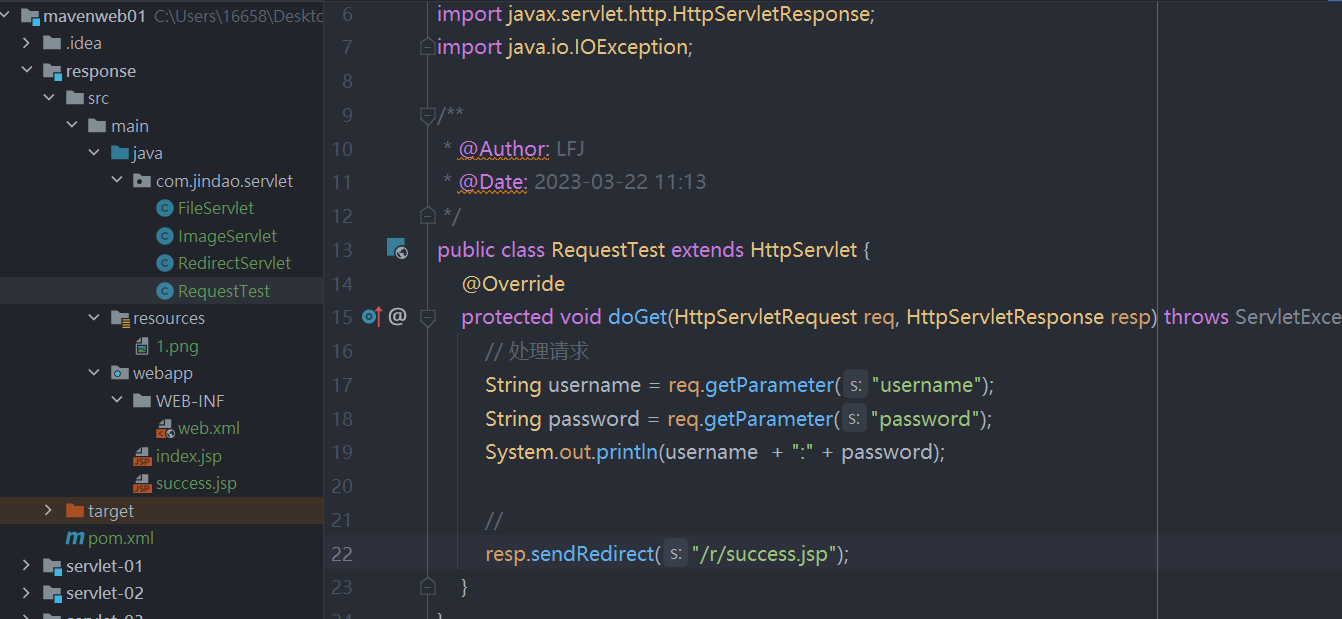 mavenweb01 C:\Users\16658\Deskto
.idea
response
src
main
java
com.jindao.servlet
FileServlet
ImageServlet
RedirectServlet
RequestTest
resources
1.png
webapp
WEB-INF
web.xml
index.jsp
success.jsp
target
pom.xml
servlet-01
servlet-02
6 import javax.servlet.http.HttpServletResponse;
7 import java.io.IOException;
8
9 /**
10 * @Author: LFJ
11 * @Date: 2023-03-22 11:13
12 */
13 public class RequestTest extends HttpServlet {
14 @Override
15 protected void doGet(HttpServletRequest req, HttpServletResponse resp) throws ServletExce
16 // 处理请求
17 String username = req.getParameter( s: "username");
18 String password = req.getParameter( s: "password");
19 System.out.println(username + ":" + password);
20
21 //
22 resp.sendRedirect( s: "/r/success.jsp");
23 }